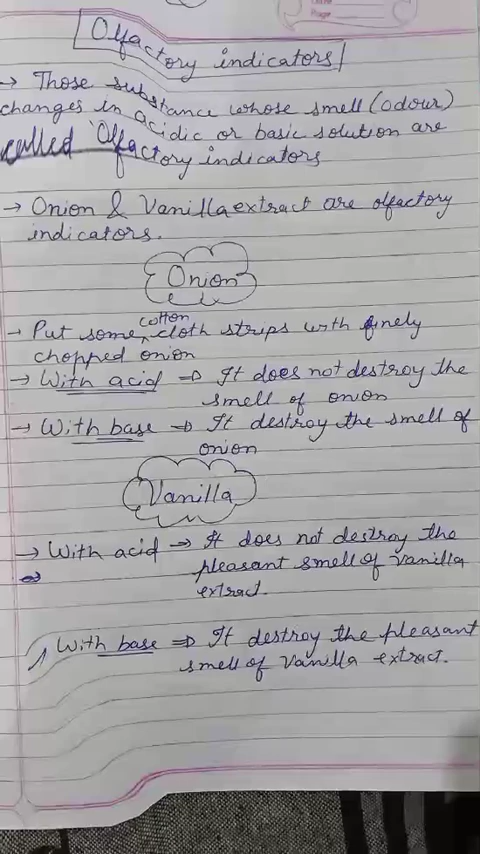 Olfactory indicators
→ Those substance whose smell (odour)
changes in acidic or basic solution are
called Olfactory indicators
→ Onion & Vanilla extract are olfactory
indicators.
Onion
→ Put some cotton cloth strips with finely
chopped onion
→ With acid ⇒ It does not destroy the
smell of onion
→ With base ⇒ It destroy the smell of
onion
Vanilla
→ With acid → It does not destroy the
pleasant smell of vanilla
extract.
With base ⇒ It destroy the pleasant
smell of vanilla extract.